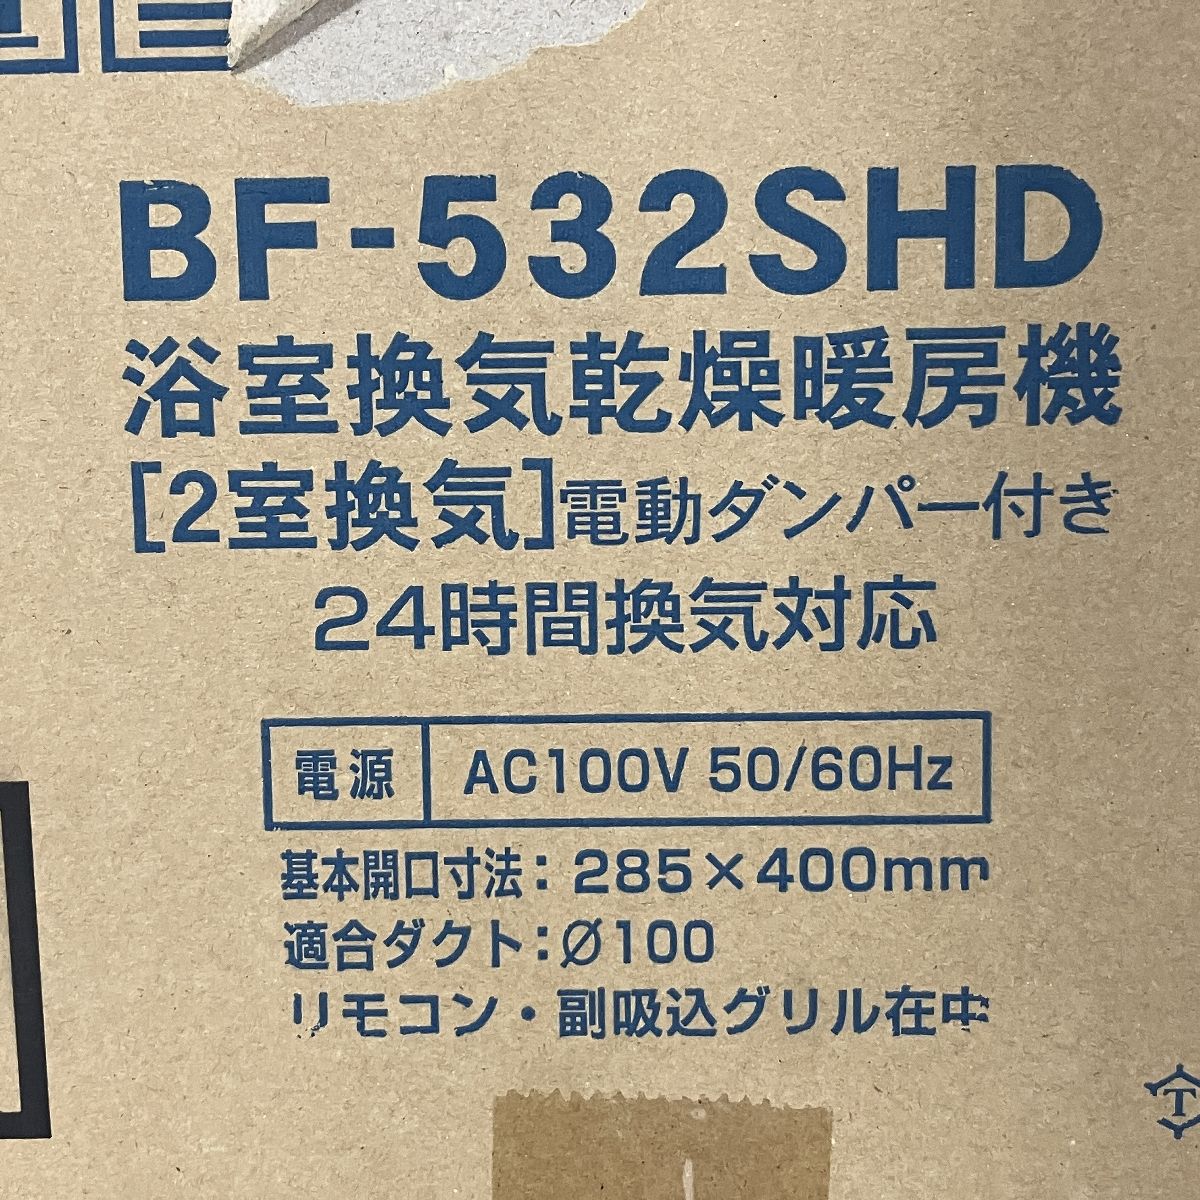 BF-532SHD
浴室換気乾燥暖房機
[2室換気]電動ダンパー付き
24時間換気対応
電源 AC100V 50/60Hz
基本開口寸法：285×400mm
適合ダクト：Ø100
リモコン・副吸込グリル在中
T